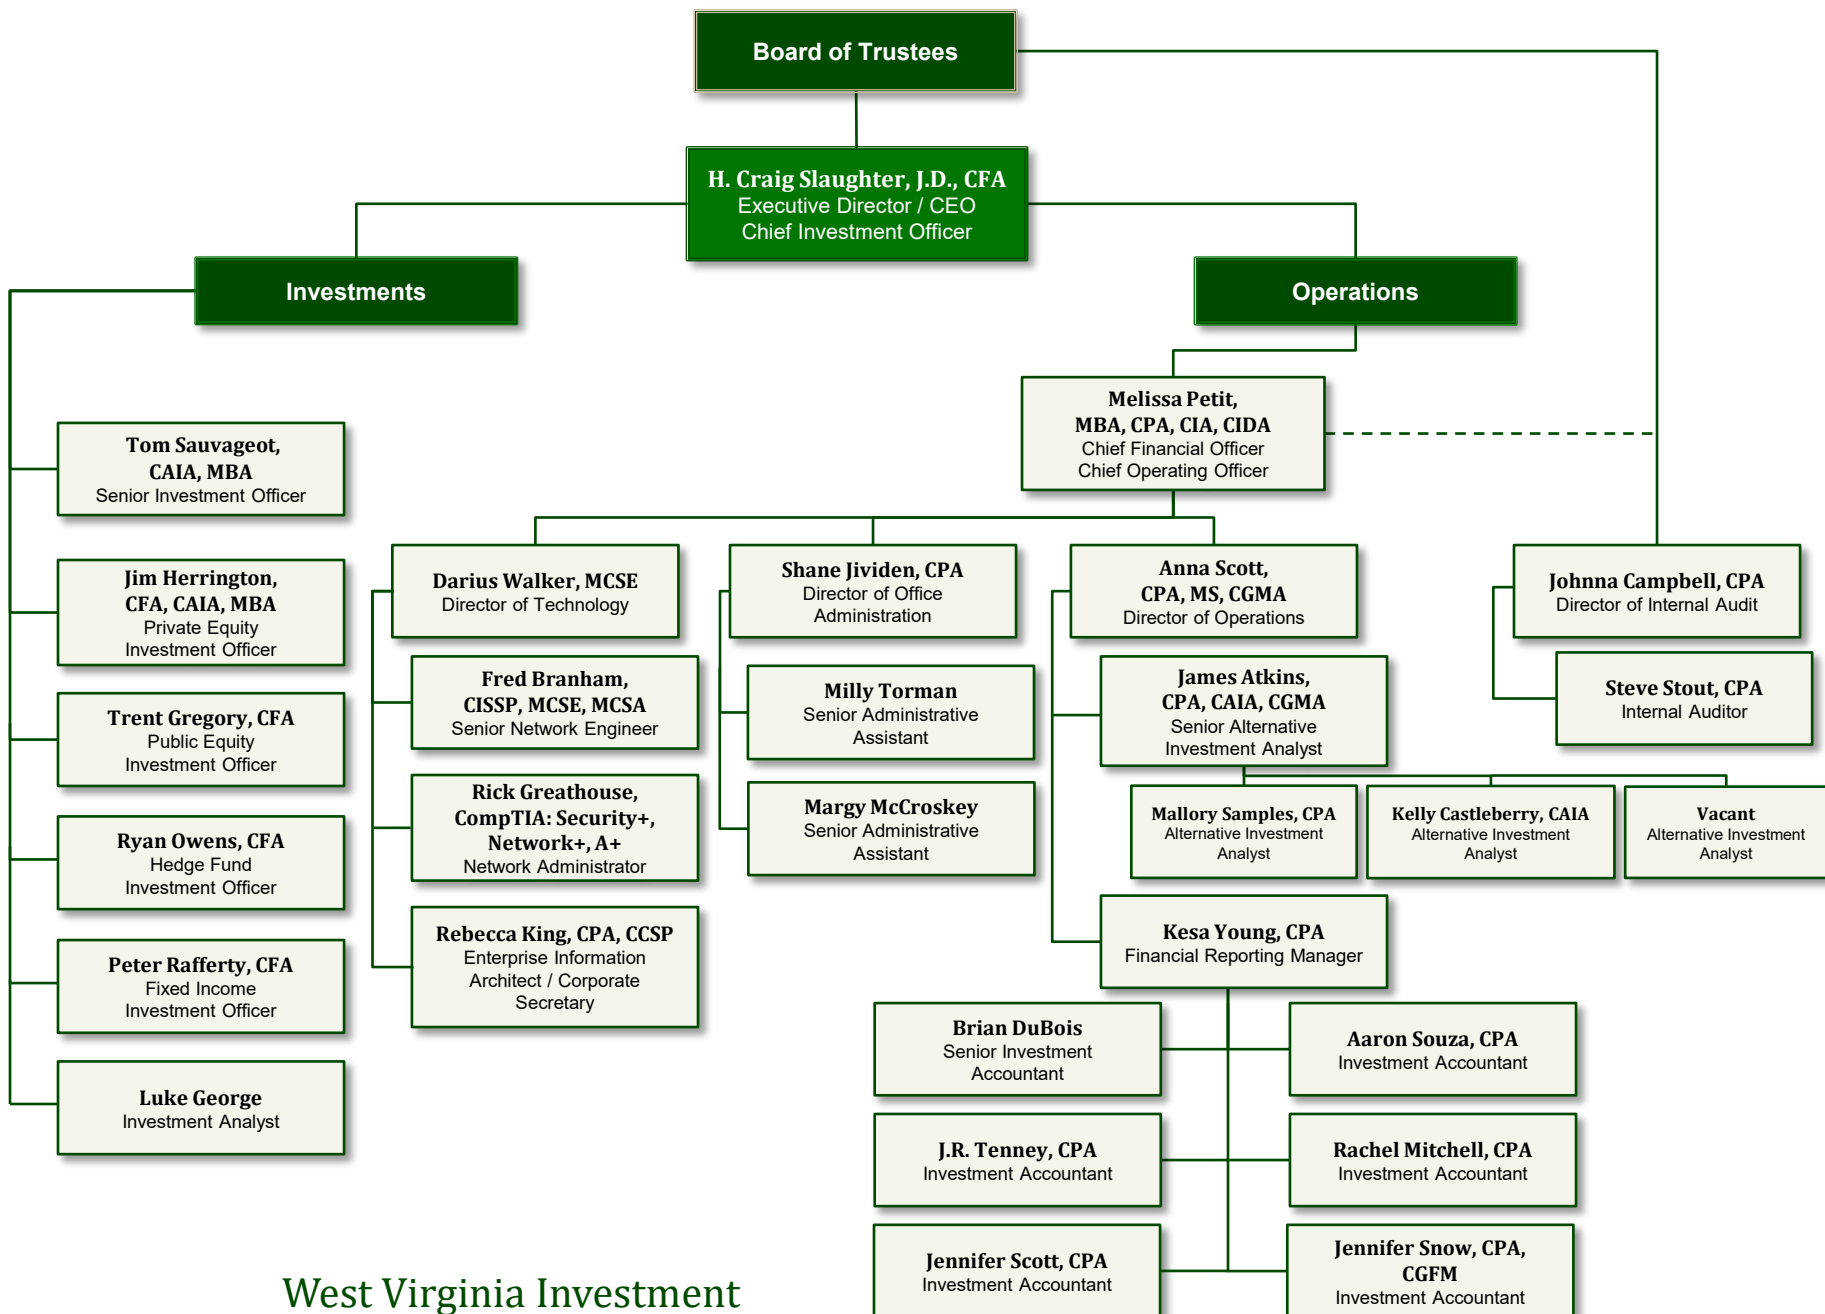 Board of Trustees
H. Craig Slaughter, J.D., CFA
Executive Director / CEO
Chief Investment Officer
Investments
Operations
Melissa Petit,
MBA, CPA, CIA, CIDA
Chief Financial Officer
Chief Operating Officer
Tom Sauvageot,
CAIA, MBA
Senior Investment Officer
Jim Herrington,
CFA, CAIA, MBA
Private Equity
Investment Officer
Trent Gregory, CFA
Public Equity
Investment Officer
Ryan Owens, CFA
Hedge Fund
Investment Officer
Peter Rafferty, CFA
Fixed Income
Investment Officer
Luke George
Investment Analyst
Darius Walker, MCSE
Director of Technology
Fred Branham,
CISSP, MCSE, MCSA
Senior Network Engineer
Rick Greathouse,
CompTIA: Security+,
Network+, A+
Network Administrator
Rebecca King, CPA, CCSP
Enterprise Information
Architect / Corporate
Secretary
Shane Jividen, CPA
Director of Office
Administration
Milly Torman
Senior Administrative
Assistant
Margy McCroskey
Senior Administrative
Assistant
Anna Scott,
CPA, MS, CGMA
Director of Operations
James Atkins,
CPA, CAIA, CGMA
Senior Alternative
Investment Analyst
Mallory Samples, CPA
Alternative Investment
Analyst
Kelly Castleberry, CAIA
Alternative Investment
Analyst
Vacant
Alternative Investment
Analyst
Kesa Young, CPA
Financial Reporting Manager
Brian DuBois
Senior Investment
Accountant
Aaron Souza, CPA
Investment Accountant
J.R. Tenney, CPA
Investment Accountant
Rachel Mitchell, CPA
Investment Accountant
Jennifer Scott, CPA
Investment Accountant
Jennifer Snow, CPA,
CGFM
Investment Accountant
Johnna Campbell, CPA
Director of Internal Audit
Steve Stout, CPA
Internal Auditor
West Virginia Investment